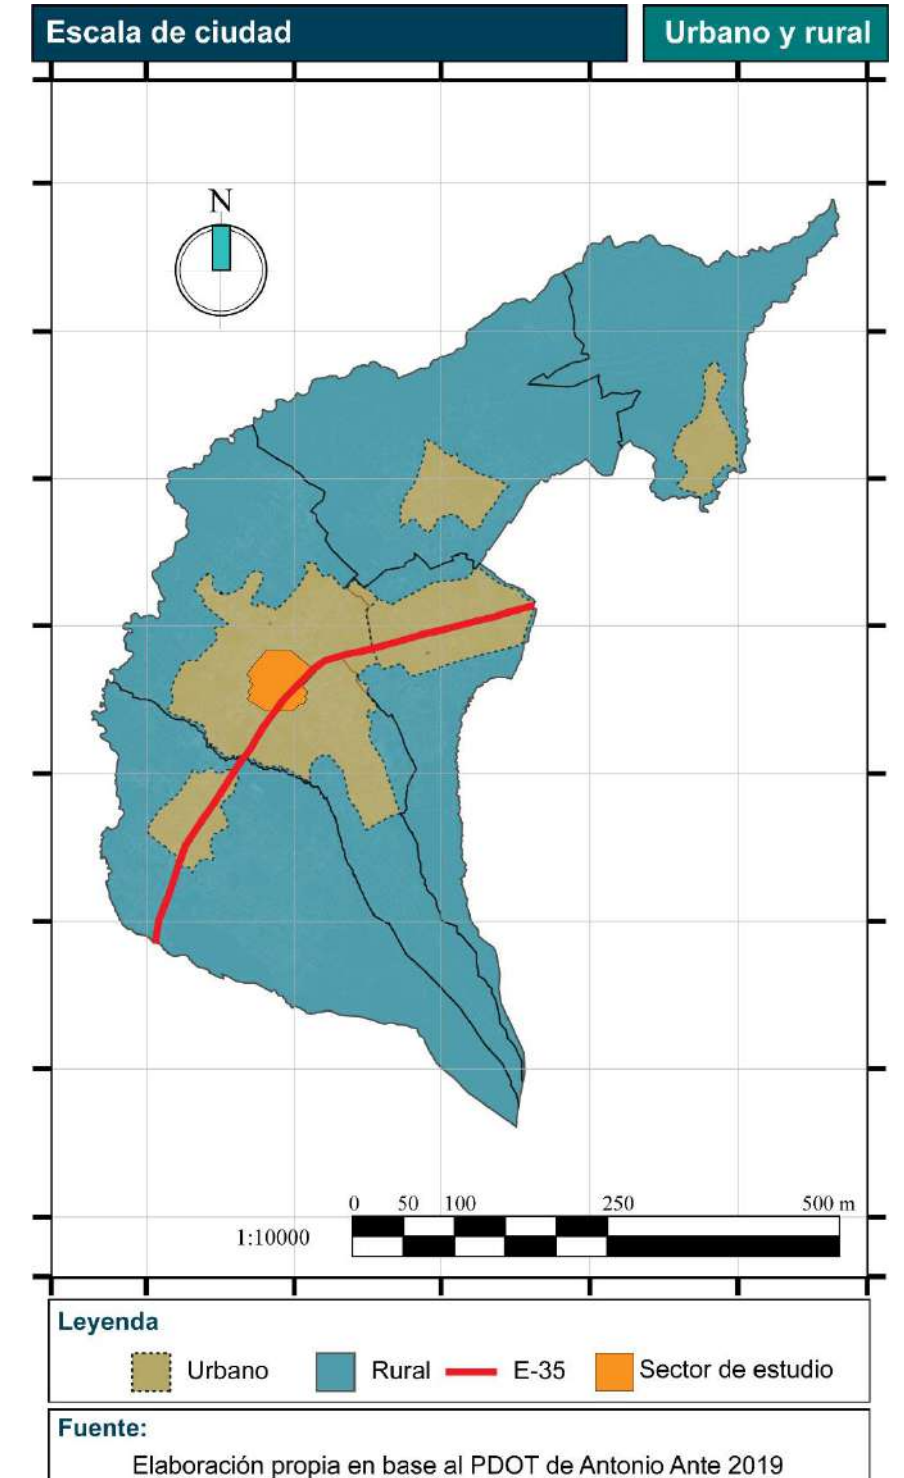 Escala de ciudad
Urbano y rural
N
0 50 100 250 500 m
1:10000
Leyenda
Urbano Rural E-35 Sector de estudio
Fuente:
Elaboración propia en base al PDOT de Antonio Ante 2019